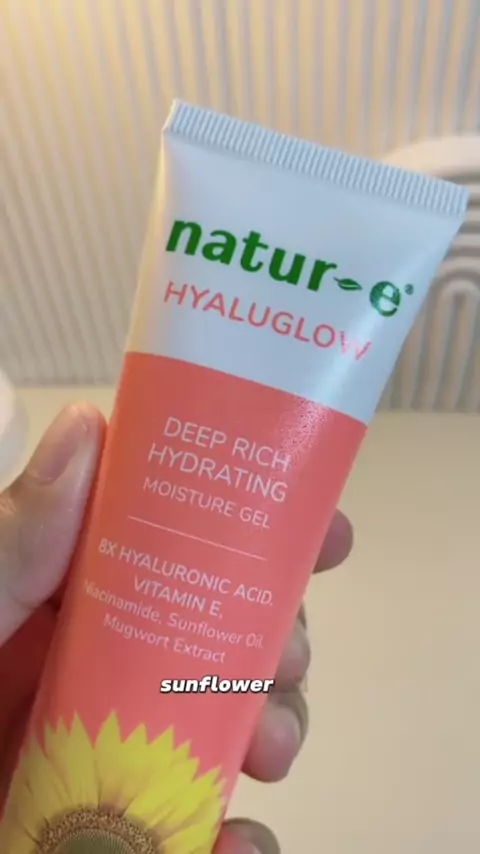 natur-e®
HYALUGLOW
DEEP RICH
HYDRATING
MOISTURE GEL
8X HYALURONIC ACID,
VITAMIN E,
Niacinamide, Sunflower Oil,
Mugwort Extract
sunflower